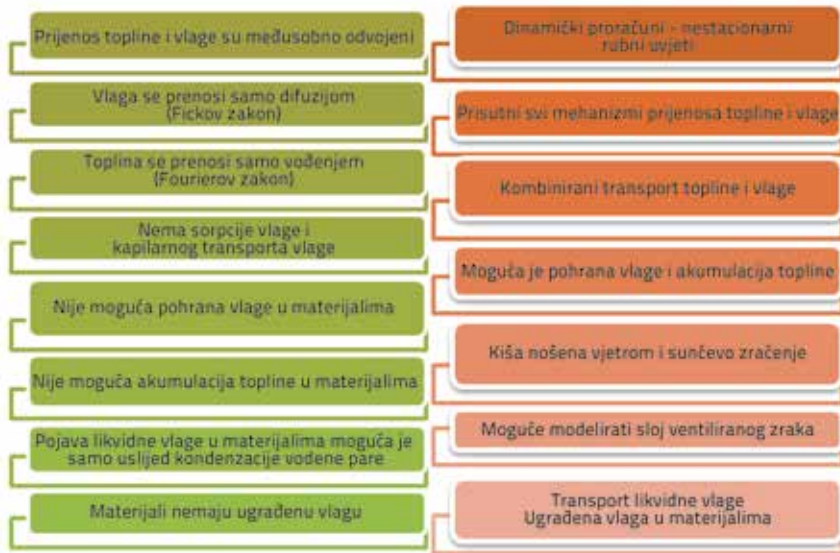 Prijenos topline i vlage su međusobno odvojeni
Vlaga se prenosi samo difuzijom
(Fickov zakon)
Toplina se prenosi samo vođenjem
(Fourierov zakon)
Nema sorpcije vlage i
kapilarnog transporta vlage
Nije moguća pohrana vlage u materijalima
Nije moguća akumulacija topline u materijalima
Pojava likvidne vlage u materijalima moguća je
samo uslijed kondenzacije vodene pare
Materijali nemaju ugrađenu vlagu
Dinamički proračuni - nestacionarni
rubni uvjeti
Prisutni svi mehanizmi prijenosa topline i vlage
Kombinirani transport topline i vlage
Moguća je pohrana vlage i akumulacija topline
Kiša nošena vjetrom i sunčevo zračenje
Moguće modelirati sloj ventiliranog zraka
Transport likvidne vlage
Ugrađena vlaga u materijalima